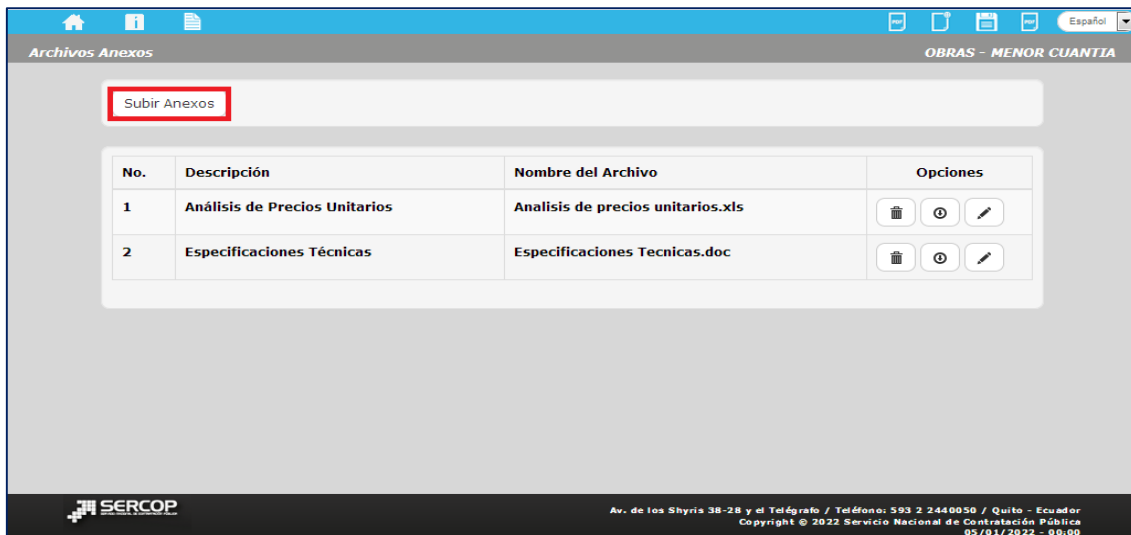 PDF PDF Español
Archivos Anexos OBRAS - MENOR CUANTIA
Subir Anexos
No. Descripción Nombre del Archivo Opciones
1 Análisis de Precios Unitarios Analisis de precios unitarios.xls
2 Especificaciones Técnicas Especificaciones Tecnicas.doc
SERCOP
Av. de los Shyris 38-28 y el Telégrafo / Teléfono: 593 2 2440050 / Quito - Ecuador
Copyright © 2022 Servicio Nacional de Contratación Pública
05/01/2022 - 00:00